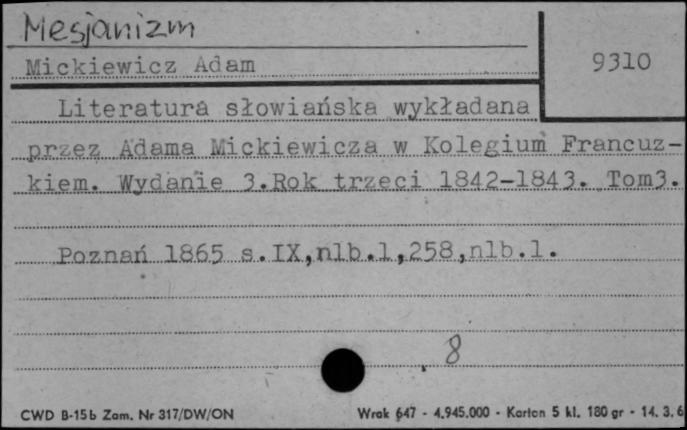 Mesjanizm
Mickiewicz Adam
9310
Literatura słowiańska wykładana
przez Adama Mickiewicza w Kolegium Francuz-
kiem. Wydanie 3.Rok trzeci 1842-1843. Tom3.
Poznań 1865 s.IX,nlb.1,258,nlb.1.
8
CWD B-15b Zam. Nr 317/DW/ON
Wrak 647 - 4.945.000 - Karton 5 kl. 180 gr - 14. 3. 6